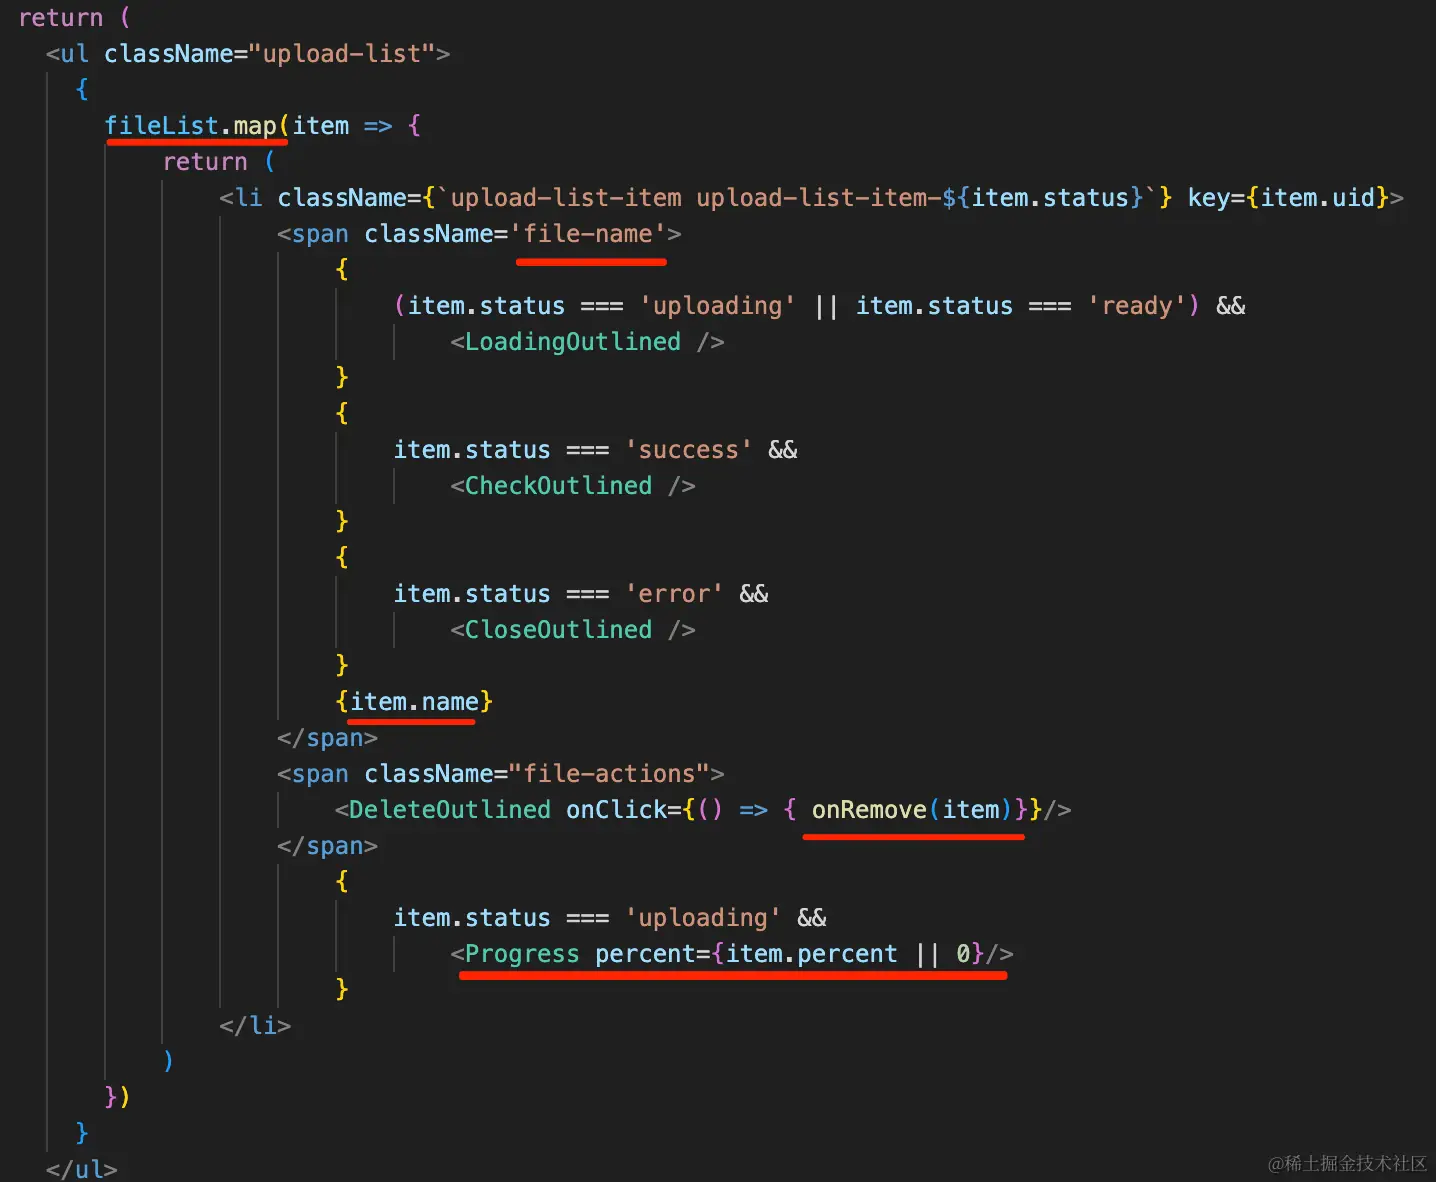 return (
<ul className="upload-list">
{
fileList.map(item => {
return (
<li className={`upload-list-item upload-list-item-${item.status}`} key={item.uid}>
<span className='file-name'>
{
(item.status === 'uploading' || item.status === 'ready') &&
<LoadingOutlined />
}
{
item.status === 'success' &&
<CheckOutlined />
}
{
item.status === 'error' &&
<CloseOutlined />
}
{item.name}
</span>
<span className="file-actions">
<DeleteOutlined onClick={() => { onRemove(item)}}/>
</span>
{
item.status === 'uploading' &&
<Progress percent={item.percent || 0}/>
}
</li>
)
})
}
</ul>
@稀土掘金技术社区